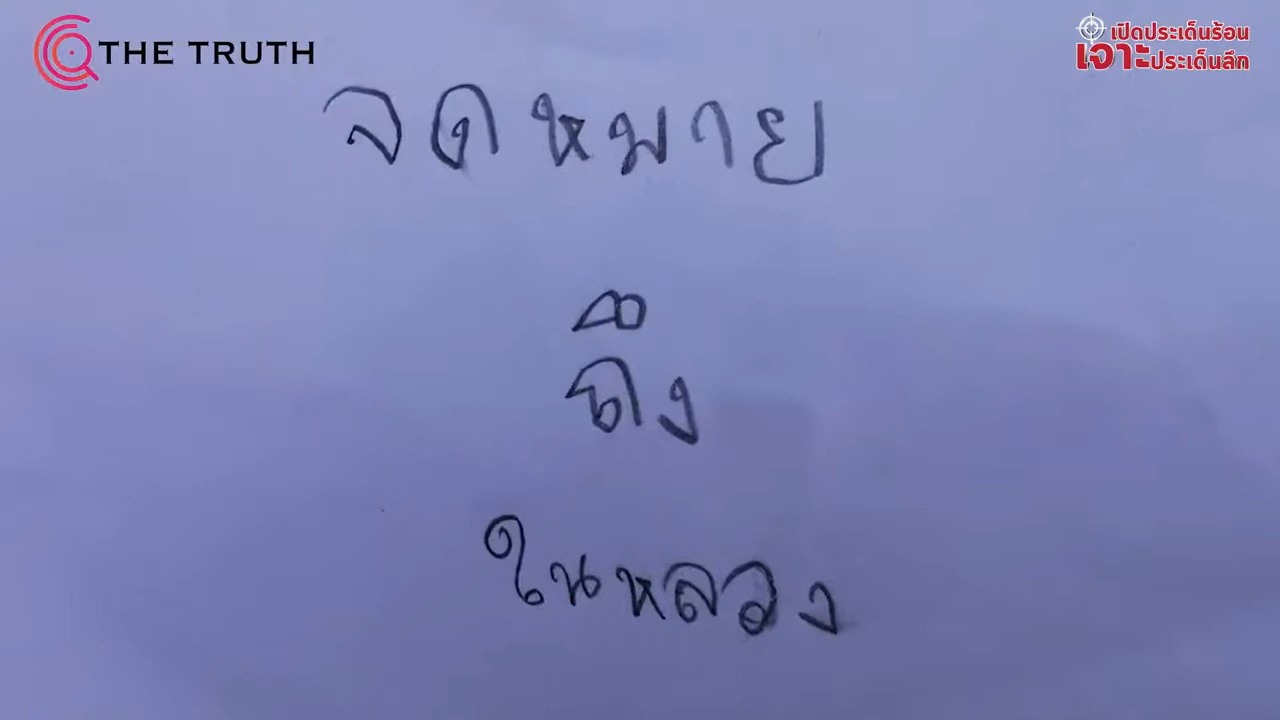 THE TRUTH
เปิดประเด็นร้อน
เจาะประเด็นลึก
จดหมาย
ถึง
ในหลวง